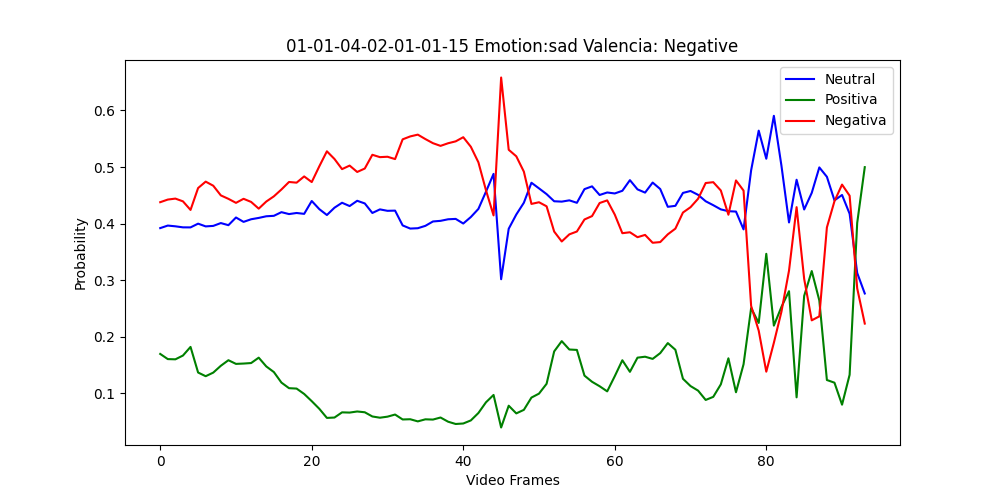 01-01-04-02-01-01-15 Emotion:sad Valencia: Negative
Neutral
Positiva
Negativa
Probability
0.6
0.5
0.4
0.3
0.2
0.1
0 20 40 60 80
Video Frames